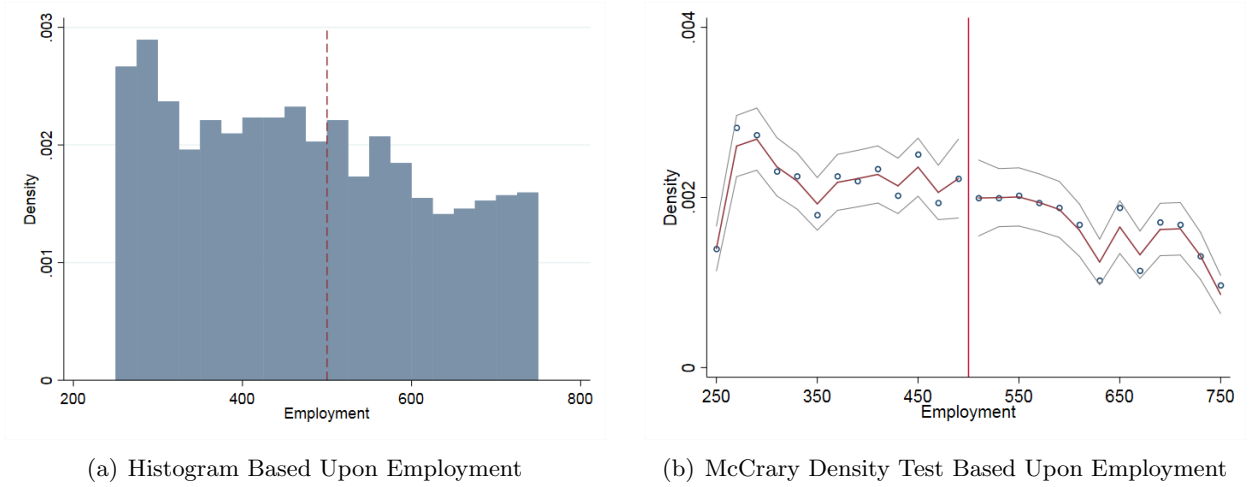 .003
.002
.001
0
Density
200
400
600
800
Employment
(a) Histogram Based Upon Employment
.004
.002
0
Density
250
350
450
550
650
750
Employment
(b) McCrary Density Test Based Upon Employment